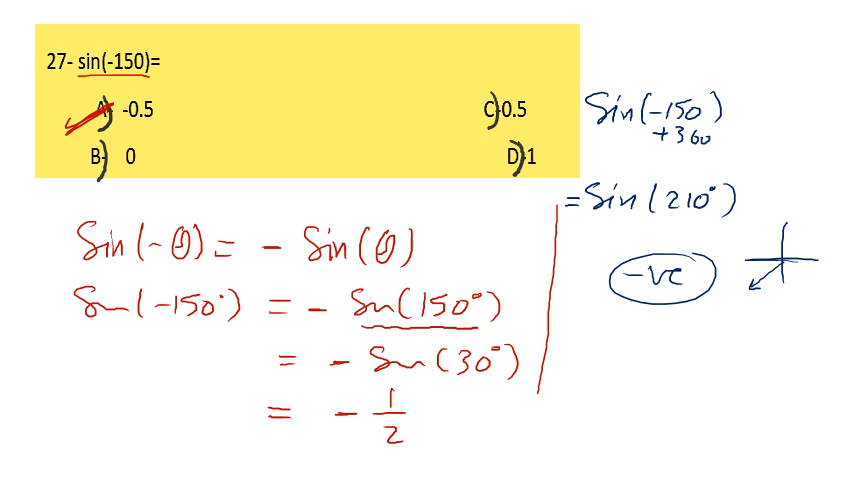 27- sin(-150)=
A) -0.5
C) 0.5
B) 0
D) 1
Sin(-θ) = - Sin(θ)
Sin(-150°) = - Sin(150°)
= - Sin(30°)
= - 1/2
Sin(-150)
+360
= Sin(210°)
-ve